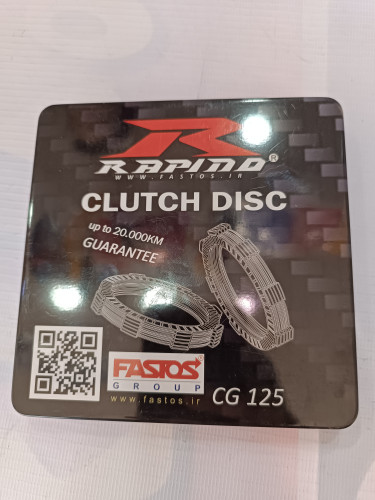 RAPIDO®
WWW.FASTOS.IR
CLUTCH DISC
up to 20.000KM
GUARANTEE
FASTOS
GROUP
www.fastos.ir
CG 125